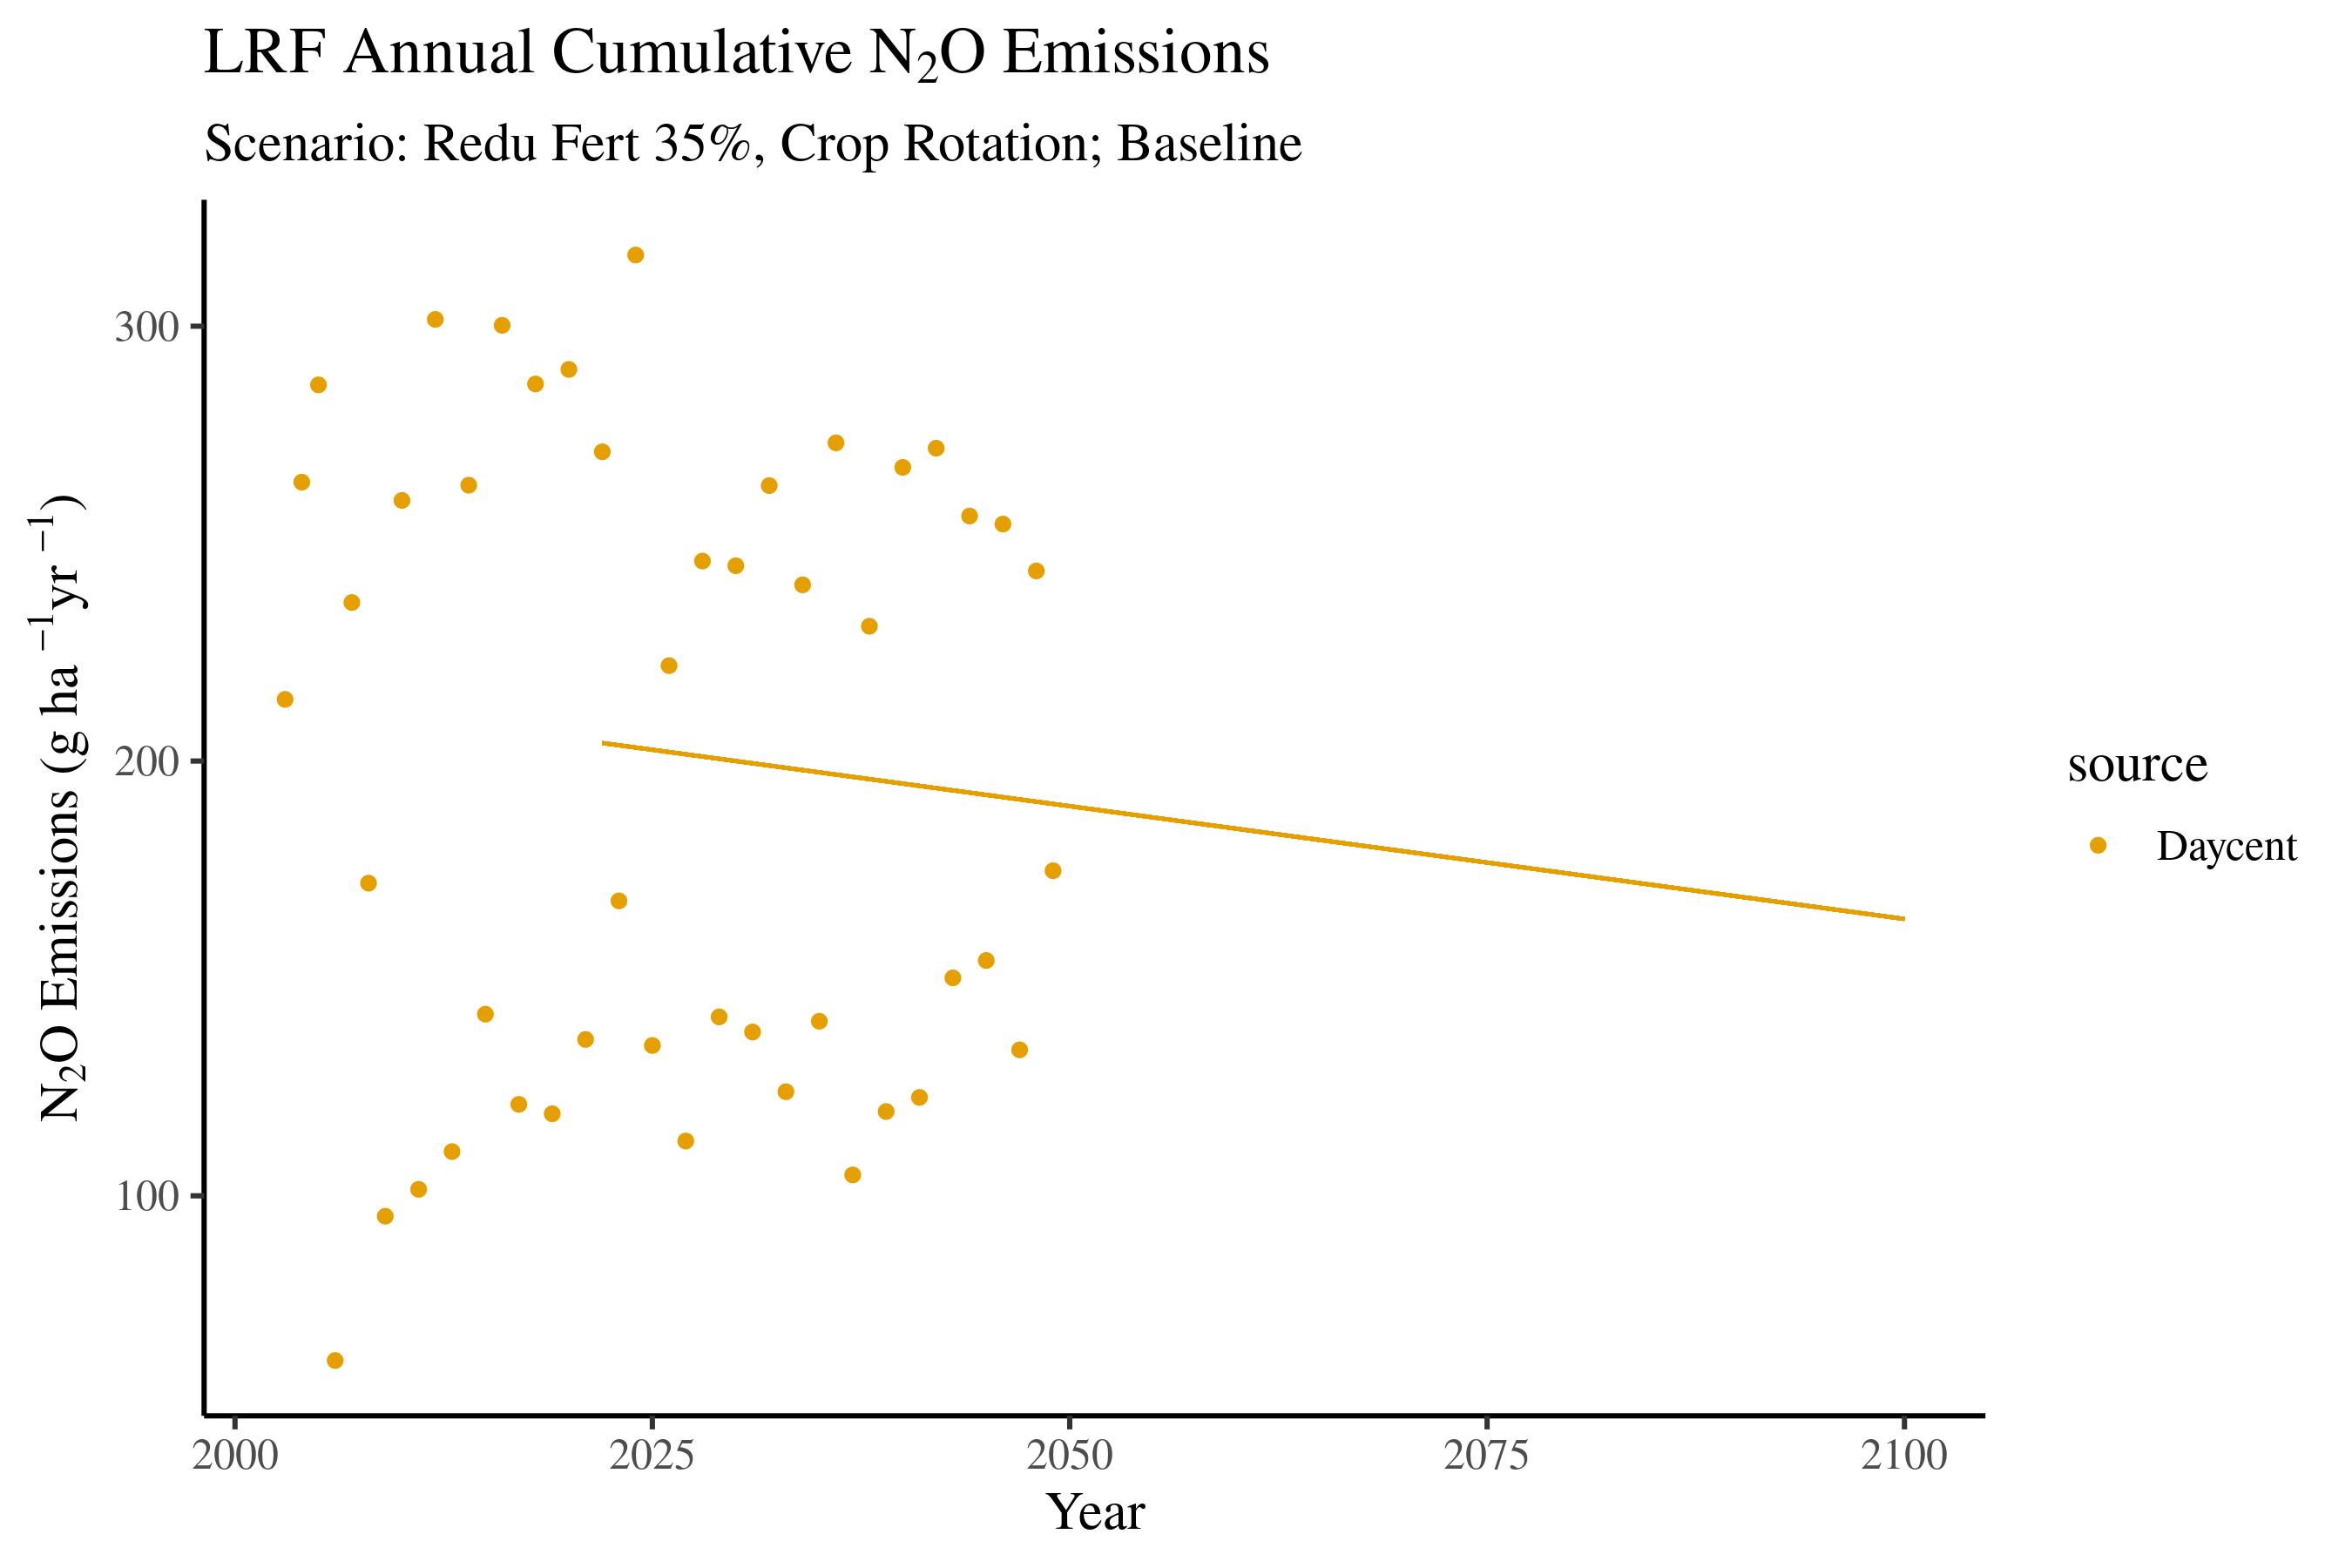 LRF Annual Cumulative N₂O Emissions
Scenario: Redu Fert 35%, Crop Rotation; Baseline
N₂O Emissions (g ha ⁻¹yr ⁻¹)
300
200
100
2000 2025 2050 2075 2100
Year
source
Daycent